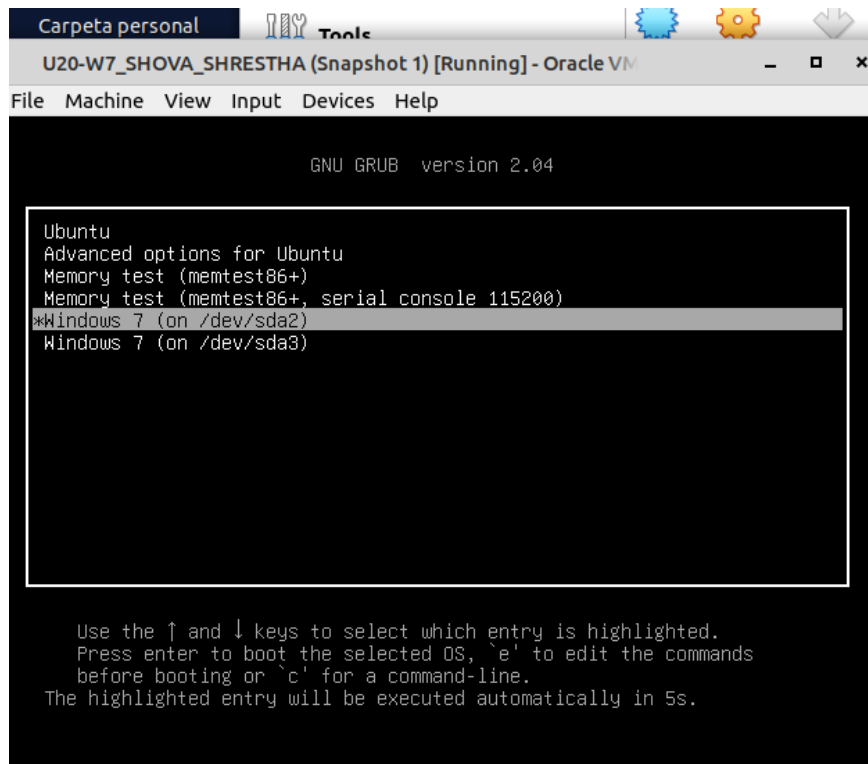 Carpeta personal
Tools
U20-W7_SHOVA_SHRESTHA (Snapshot 1) [Running] - Oracle VM
File Machine View Input Devices Help
GNU GRUB version 2.04
Ubuntu
Advanced options for Ubuntu
Memory test (memtest86+)
Memory test (memtest86+, serial console 115200)
*Windows 7 (on /dev/sda2)
Windows 7 (on /dev/sda3)
Use the ↑ and ↓ keys to select which entry is highlighted.
Press enter to boot the selected OS, `e' to edit the commands
before booting or `c' for a command-line.
The highlighted entry will be executed automatically in 5s.